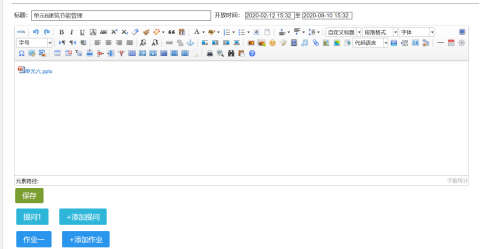 标题: 单元6建筑节能管理 开放时间: 2020-02-12 15:32 至 2020-08-10 15:32
HTML 自定义标题 段落格式 字体
字号 代码语言
单元六.pptx
元素路径: 字数统计
保存
提问1 +添加提问
作业一 +添加作业